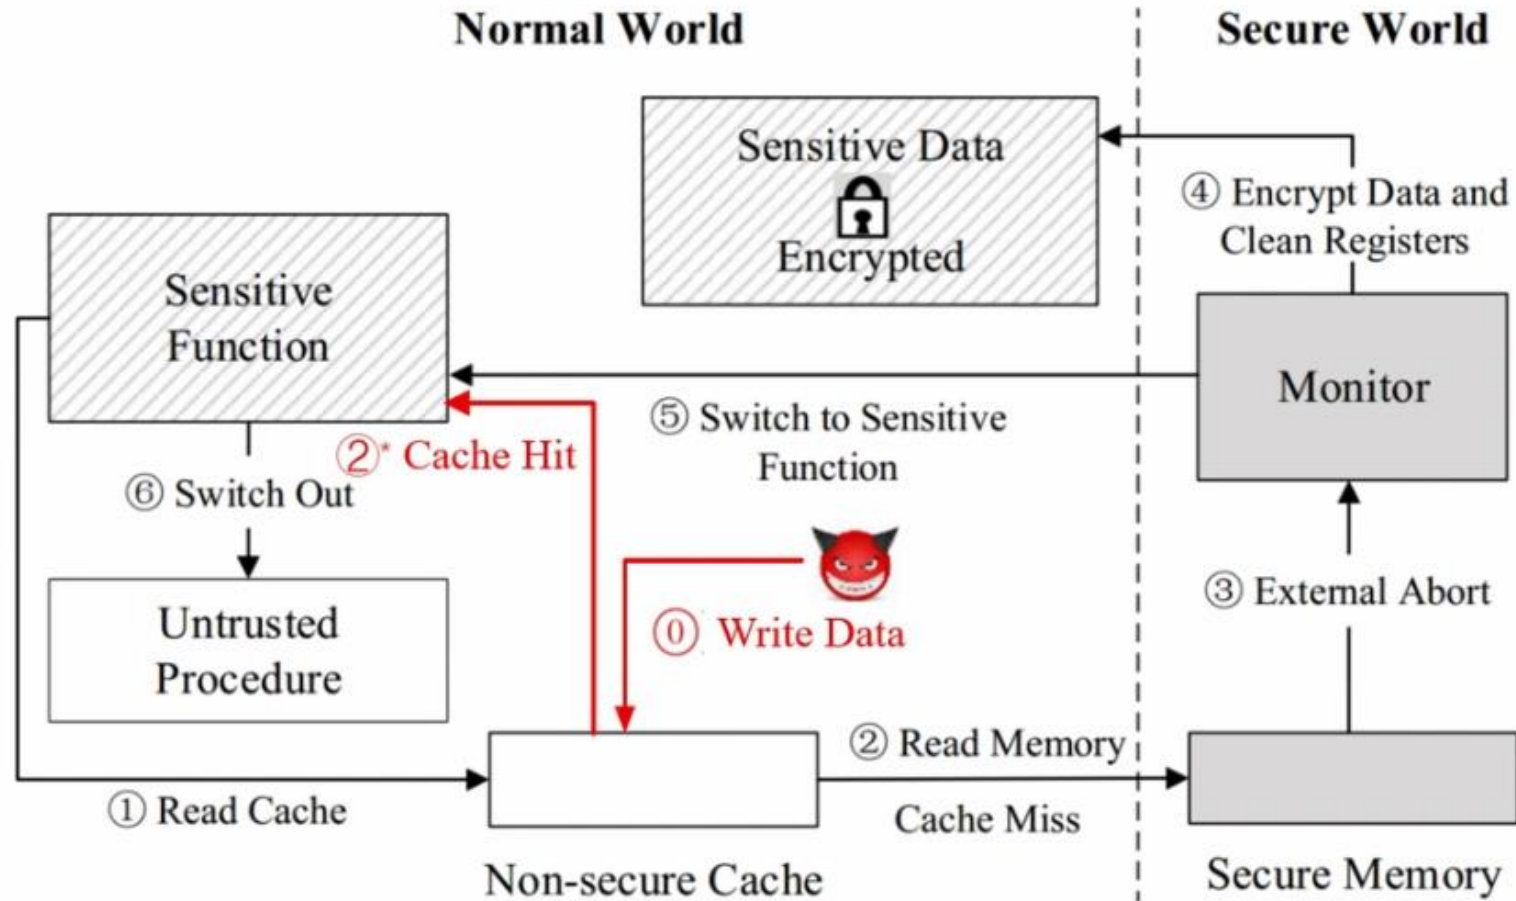 Normal World
Secure World
Sensitive Data
Encrypted
④ Encrypt Data and
Clean Registers
Sensitive
Function
Monitor
⑤ Switch to Sensitive
Function
②* Cache Hit
⑥ Switch Out
③ External Abort
Untrusted
Procedure
⓪ Write Data
② Read Memory
Cache Miss
① Read Cache
Non-secure Cache
Secure Memory